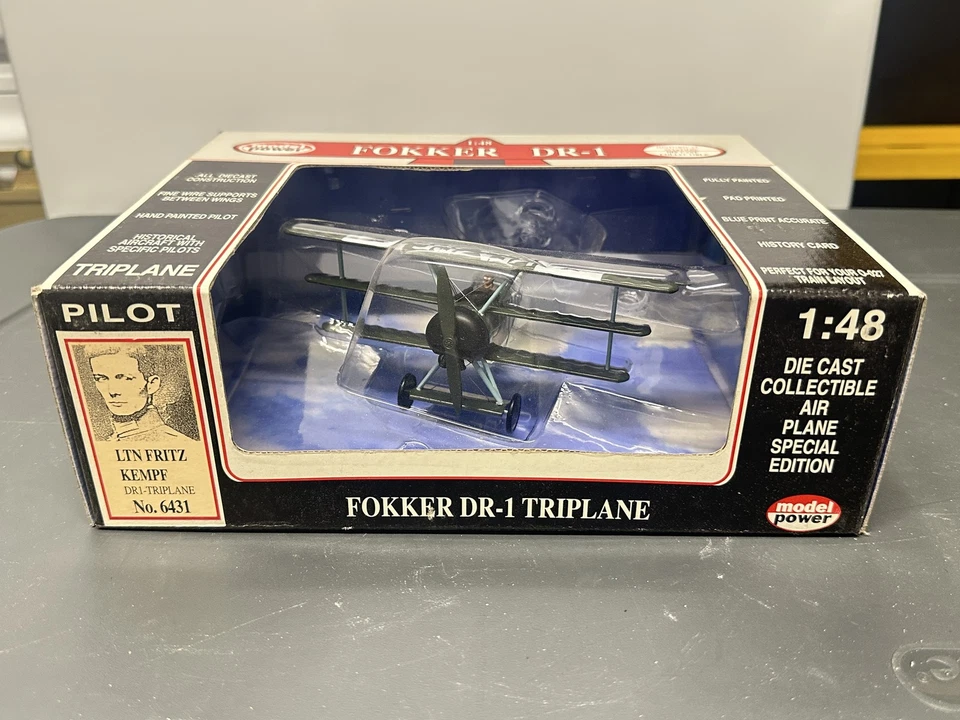 1:48
FOKKER DR-1
ALL DIECAST
CONSTRUCTION
FINE WIRE SUPPORTS
BETWEEN WINGS
HAND PAINTED PILOT
HISTORICAL
AIRCRAFT WITH
SPECIFIC PILOTS
TRIPLANE
FULLY PAINTED
PAD PRINTED
BLUE PRINT ACCURATE
HISTORY CARD
PERFECT FOR YOUR O-027
TRAIN LAYOUT
PILOT
LTN FRITZ
KEMPF
DR1-TRIPLANE
No. 6431
FOKKER DR-1 TRIPLANE
1:48
DIE CAST
COLLECTIBLE
AIR
PLANE
SPECIAL
EDITION
model
power